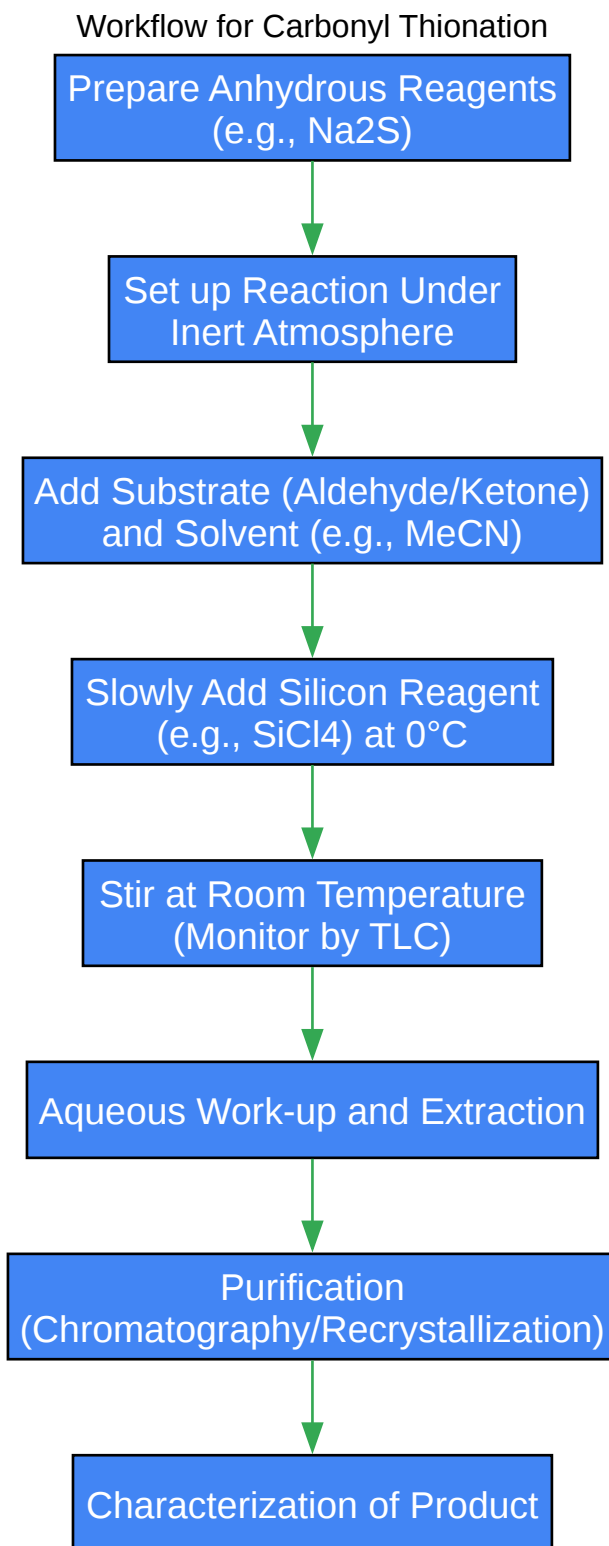 Workflow for Carbonyl Thionation
Prepare Anhydrous Reagents
(e.g., Na2S)
Set up Reaction Under
Inert Atmosphere
Add Substrate (Aldehyde/Ketone)
and Solvent (e.g., MeCN)
Slowly Add Silicon Reagent
(e.g., SiCl4) at 0°C
Stir at Room Temperature
(Monitor by TLC)
Aqueous Work-up and Extraction
Purification
(Chromatography/Recrystallization)
Characterization of Product